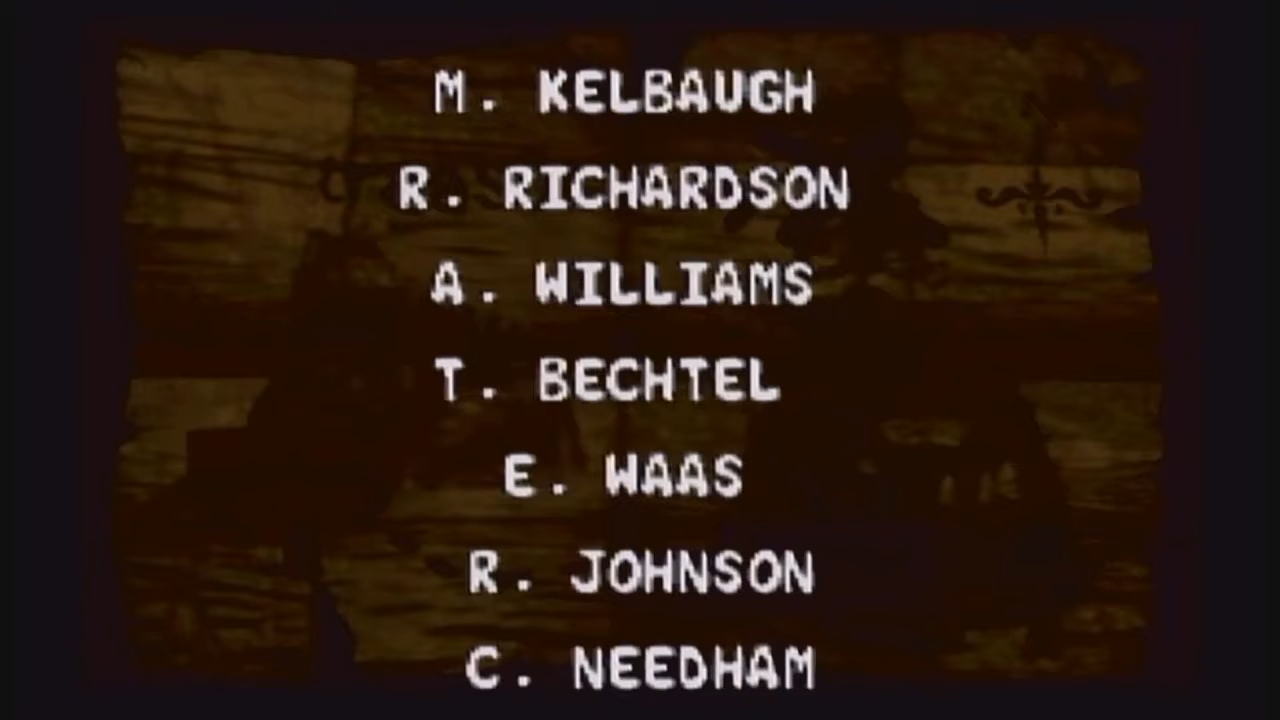 M. KELBAUGH
R. RICHARDSON
A. WILLIAMS
T. BECHTEL
E. WAAS
R. JOHNSON
C. NEEDHAM